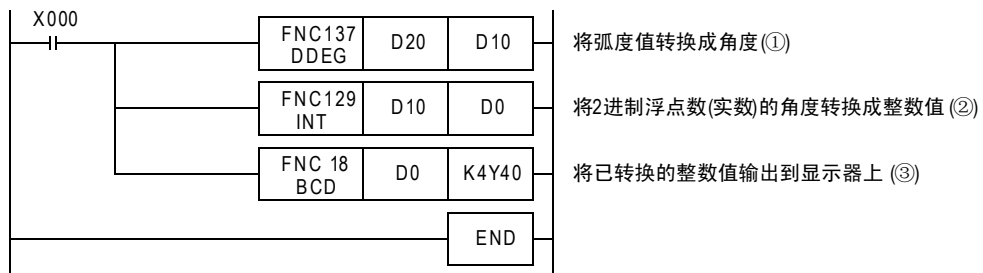 X000
FNC137 DDEG D20 D10 将弧度值转换成角度(①)
FNC129 INT D10 D0 将2进制浮点数(实数)的角度转换成整数值(②)
FNC 18 BCD D0 K4Y40 将已转换的整数值输出到显示器上(③)
END